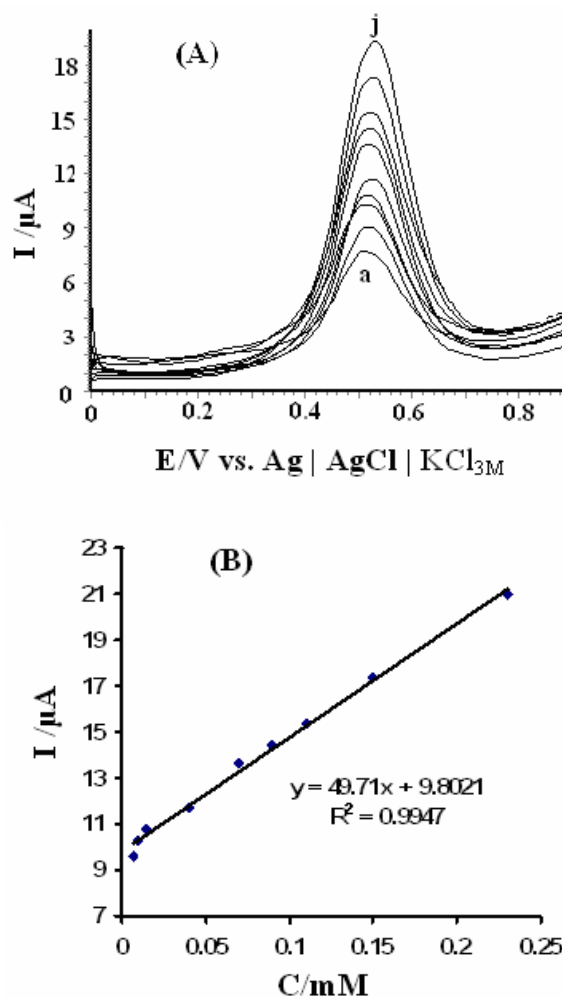 j
(A)
18
15
12
9
6
3
0
I /µA
a
0 0.2 0.4 0.6 0.8
E/V vs. Ag | AgCl | KCl3M
(B)
23
21
19
17
15
13
11
9
7
I /µA
y = 49.71x + 9.8021
R² = 0.9947
0 0.05 0.1 0.15 0.2 0.25
C/mM